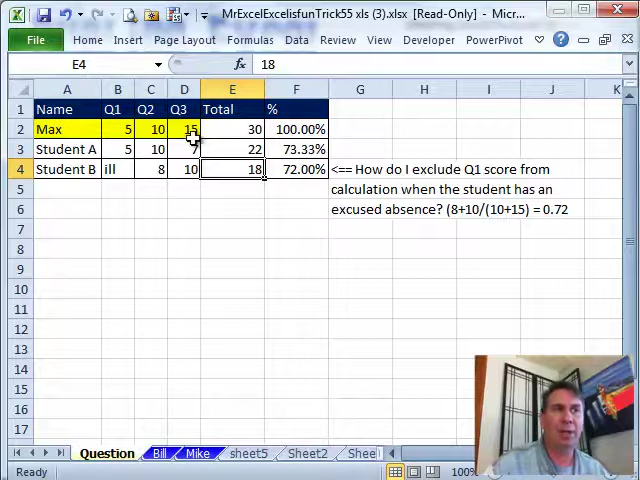 MrExcelExcelisfunTrick55 xls (3).xlsx [Read-Only] - Micr...
File Home Insert Page Layout Formulas Data Review View Developer PowerPivot
E4 fx 18
A B C D E F G H I J K
1 Name Q1 Q2 Q3 Total %
2 Max 5 10 15 30 100.00%
3 Student A 5 10 7 22 73.33%
4 Student B ill 8 10 18 72.00% <== How do I exclude Q1 score from
5 calculation when the student has an
6 excused absence? (8+10/(10+15) = 0.72
7
8
9
10
11
12
13
14
15
16
17
Question Bill Mike sheet5 Sheet2 Sheel
Ready 100%